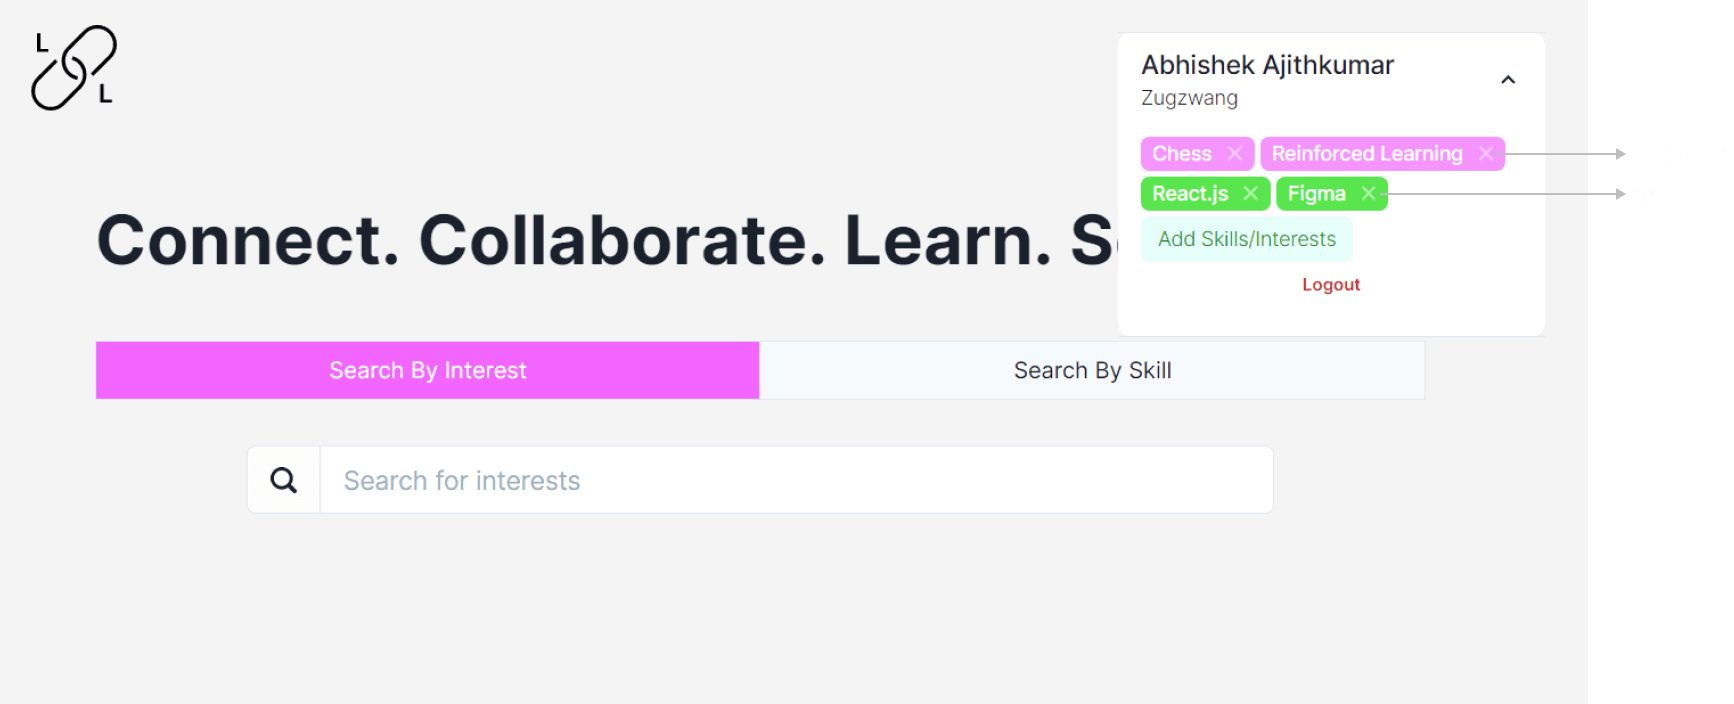 L
L
Abhishek Ajithkumar
Zugzwang
Chess Reinforced Learning
React.js Figma
Add Skills/Interests
Logout
Connect. Collaborate. Learn.
Search By Interest Search By Skill
Search for interests